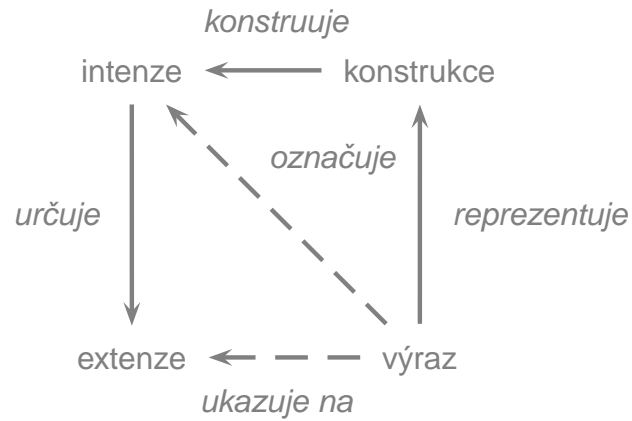 konstruuje
intenze konstrukce
označuje
určuje reprezentuje
extenze výraz
ukazuje na